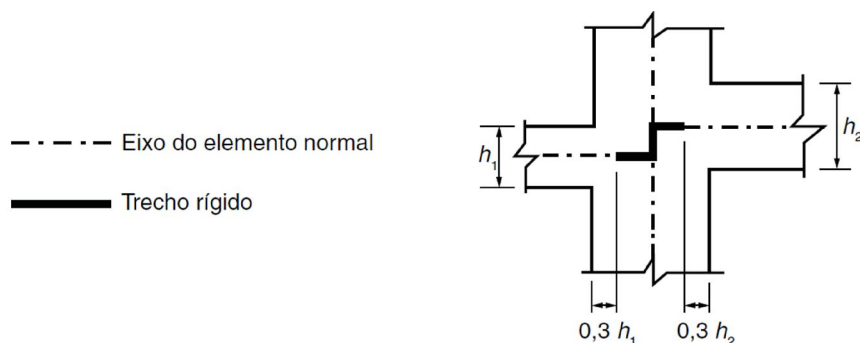 Eixo do elemento normal
Trecho rígido
h₁
h₂
0,3 h₁
0,3 h₂